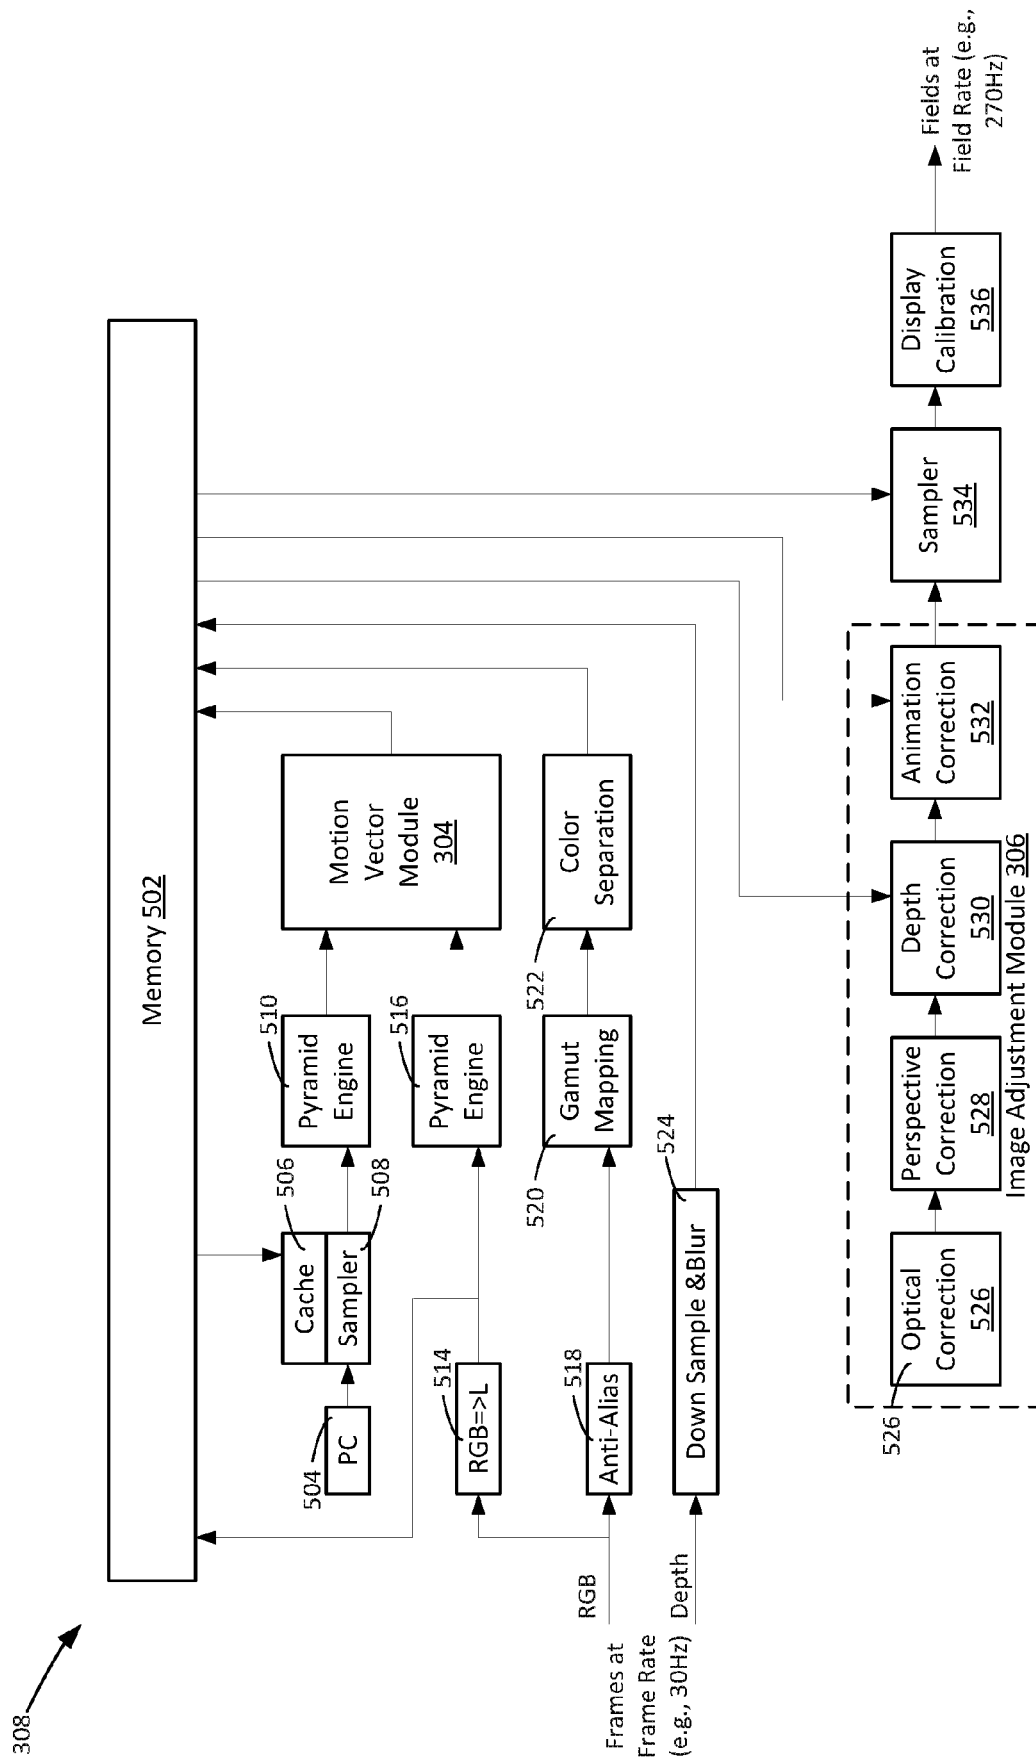 308
Memory 502
504
PC
506
Cache
Sampler
508
510
Pyramid
Engine
Motion
Vector
Module
304
514
RGB=>L
516
Pyramid
Engine
RGB
518
Anti-Alias
520
Gamut
Mapping
522
Color
Separation
Frames at
Frame Rate
(e.g., 30Hz)
Depth
Down Sample &Blur
524
526
Optical
Correction
526
Perspective
Correction
528
Depth
Correction
530
Animation
Correction
532
Image Adjustment Module 306
Sampler
534
Display
Calibration
536
Fields at
Field Rate (e.g.,
270Hz)